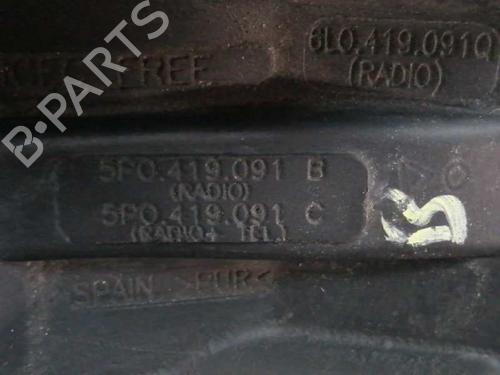 6L0.419.091Q
(RADIO)
FREE
5P0.419.091 B
(RADIO)
5P0.419.091 C
(RADIO+ TEL)
SPAIN >PUR<
S
B-PARTS